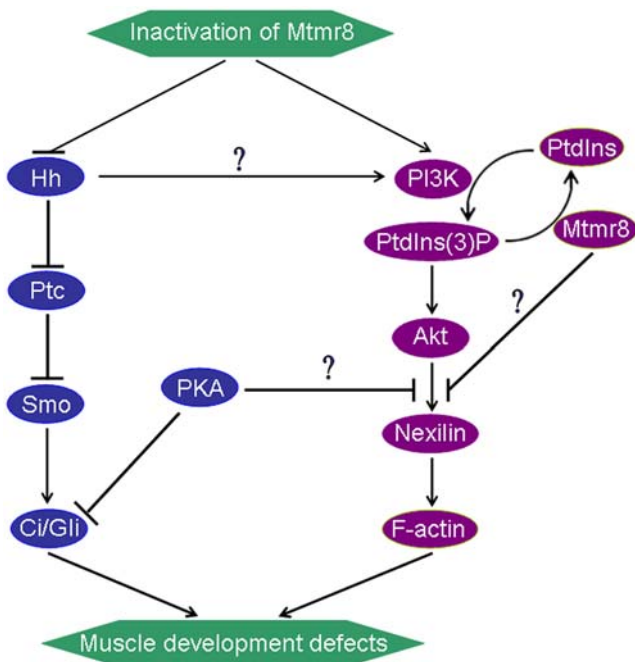 Inactivation of Mtmr8
?
PtdIns
Hh
PI3K
PtdIns(3)P
Mtmr8
Ptc
?
Akt
?
Smo
PKA
Nexilin
Ci/Gli
F-actin
Muscle development defects